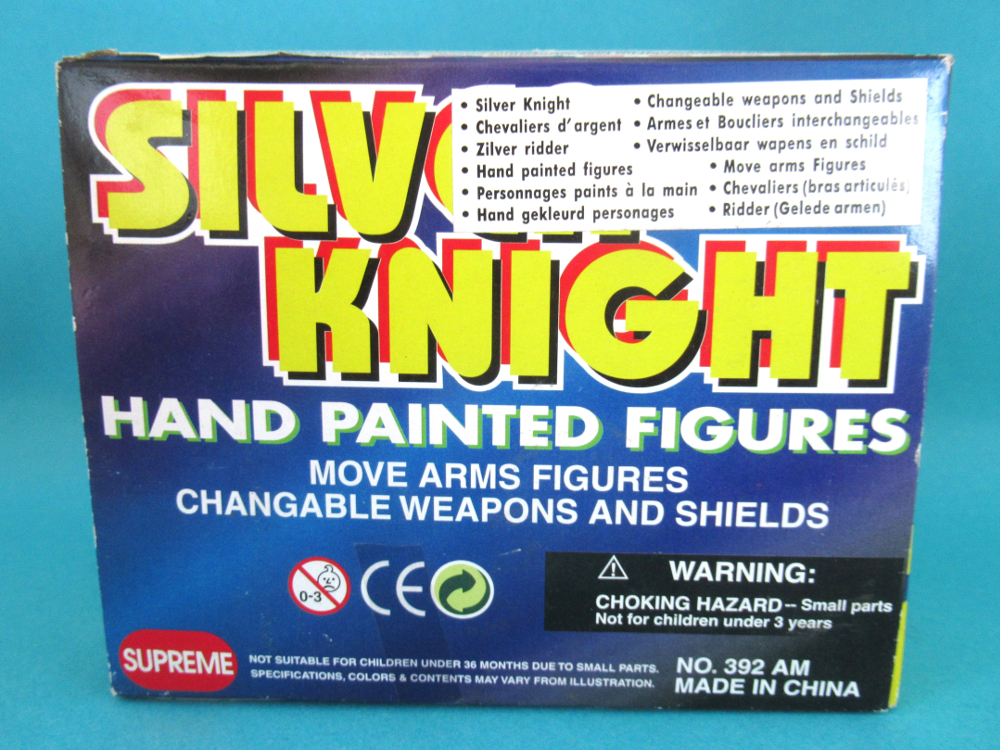 SILVER
• Silver Knight
• Chevaliers d'argent
• Zilver ridder
• Hand painted figures
• Personnages paints à la main
• Hand gekleurd personages
• Changeable weapons and Shields
• Armes et Boucliers interchangeables
• Verwisselbaar wapens en schild
• Move arms Figures
• Chevaliers (bras articulés)
• Ridder (Gelede armen)
KNIGHT
HAND PAINTED FIGURES
MOVE ARMS FIGURES
CHANGABLE WEAPONS AND SHIELDS
0-3
CE
WARNING:
CHOKING HAZARD -- Small parts
Not for children under 3 years
SUPREME
NOT SUITABLE FOR CHILDREN UNDER 36 MONTHS DUE TO SMALL PARTS.
SPECIFICATIONS, COLORS & CONTENTS MAY VARY FROM ILLUSTRATION.
NO. 392 AM
MADE IN CHINA